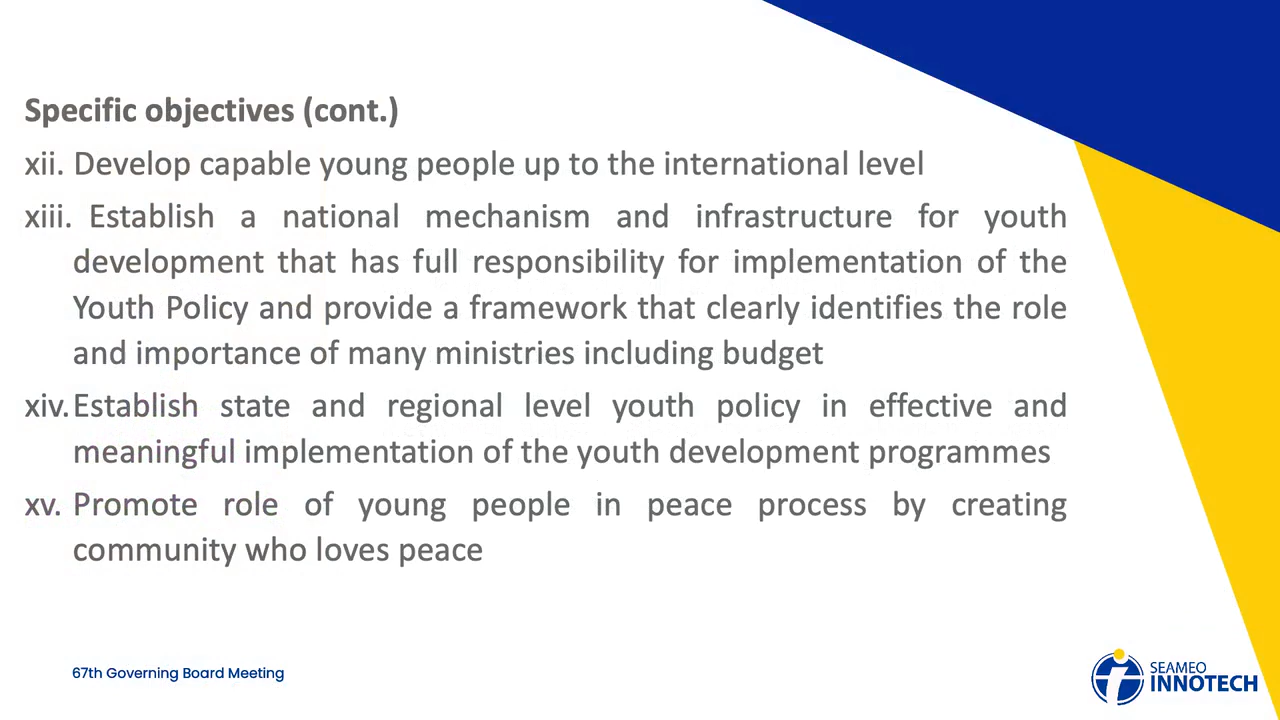 Specific objectives (cont.)
xii. Develop capable young people up to the international level
xiii. Establish a national mechanism and infrastructure for youth
development that has full responsibility for implementation of the
Youth Policy and provide a framework that clearly identifies the role
and importance of many ministries including budget
xiv. Establish state and regional level youth policy in effective and
meaningful implementation of the youth development programmes
xv. Promote role of young people in peace process by creating
community who loves peace
67th Governing Board Meeting
SEAMEO
INNOTECH